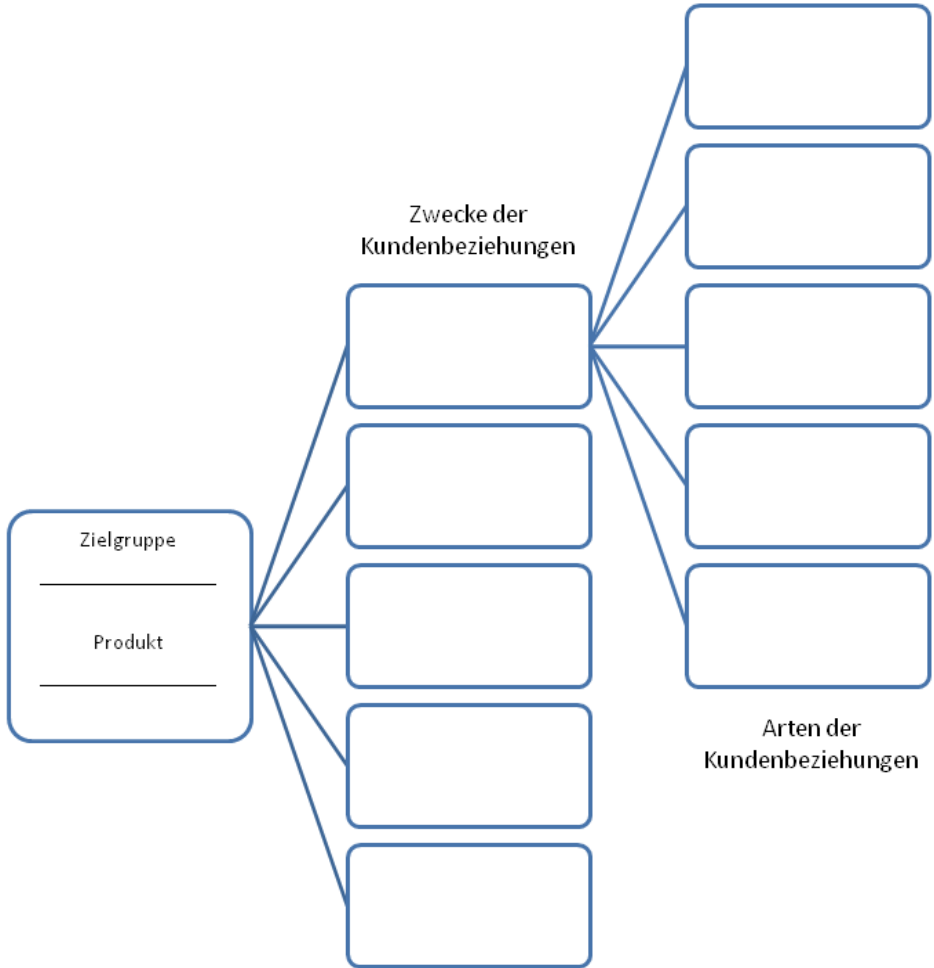 Zwecke der
Kundenbeziehungen
Zielgruppe
Produkt
Arten der
Kundenbeziehungen